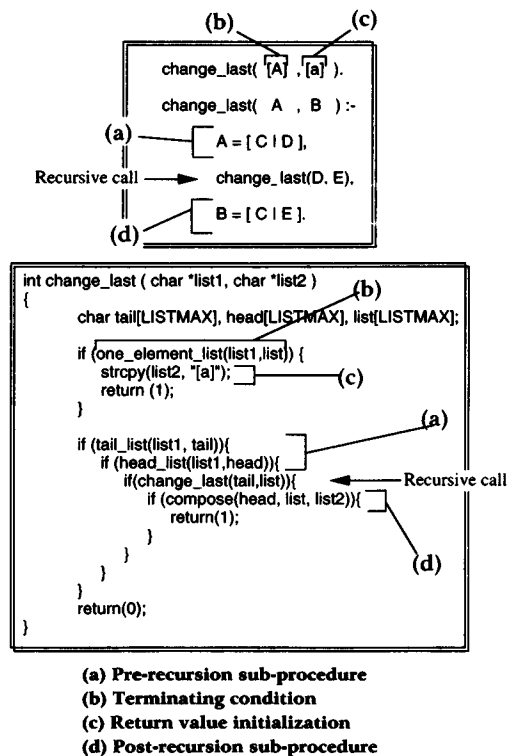 (b)
(c)
change_last( [A] , [a] ).
change_last( A , B ) :-
(a)
A = [ C I D ],
Recursive call
change_last(D, E),
(d)
B = [ C I E ].
int change_last ( char *list1, char *list2 )
{
(b)
char tail[LISTMAX], head[LISTMAX], list[LISTMAX];
if (one_element_list(list1,list)) {
strcpy(list2, "[a]");
(c)
return (1);
}
(a)
if (tail_list(list1, tail)){
if (head_list(list1,head)){
if(change_last(tail,list)){
Recursive call
if (compose(head, list, list2)){
return(1);
}
(d)
}
}
}
return(0);
}
(a) Pre-recursion sub-procedure
(b) Terminating condition
(c) Return value initialization
(d) Post-recursion sub-procedure